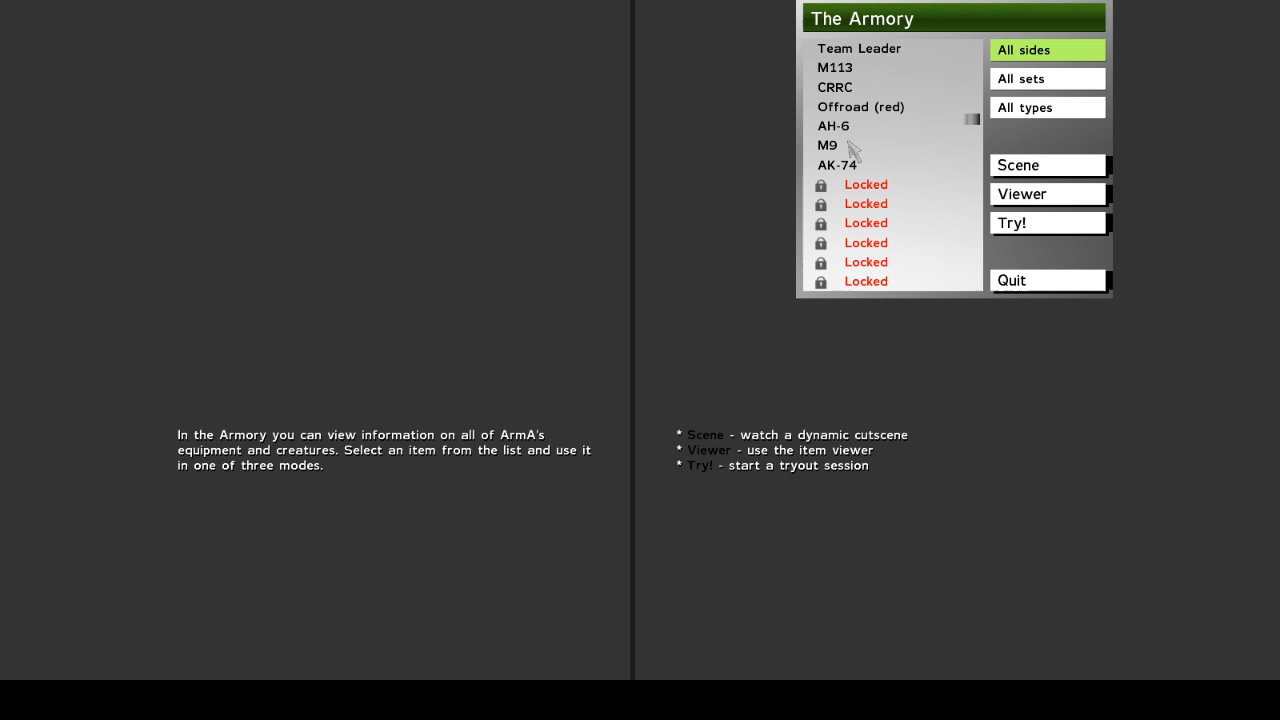 The Armory
Team Leader
M113
CRRC
Offroad (red)
AH-6
M9
AK-74
Locked
Locked
Locked
Locked
Locked
Locked
All sides
All sets
All types
Scene
Viewer
Try!
Quit
In the Armory you can view information on all of ArmA's
equipment and creatures. Select an item from the list and use it
in one of three modes.
* Scene - watch a dynamic cutscene
* Viewer - use the item viewer
* Try! - start a tryout session